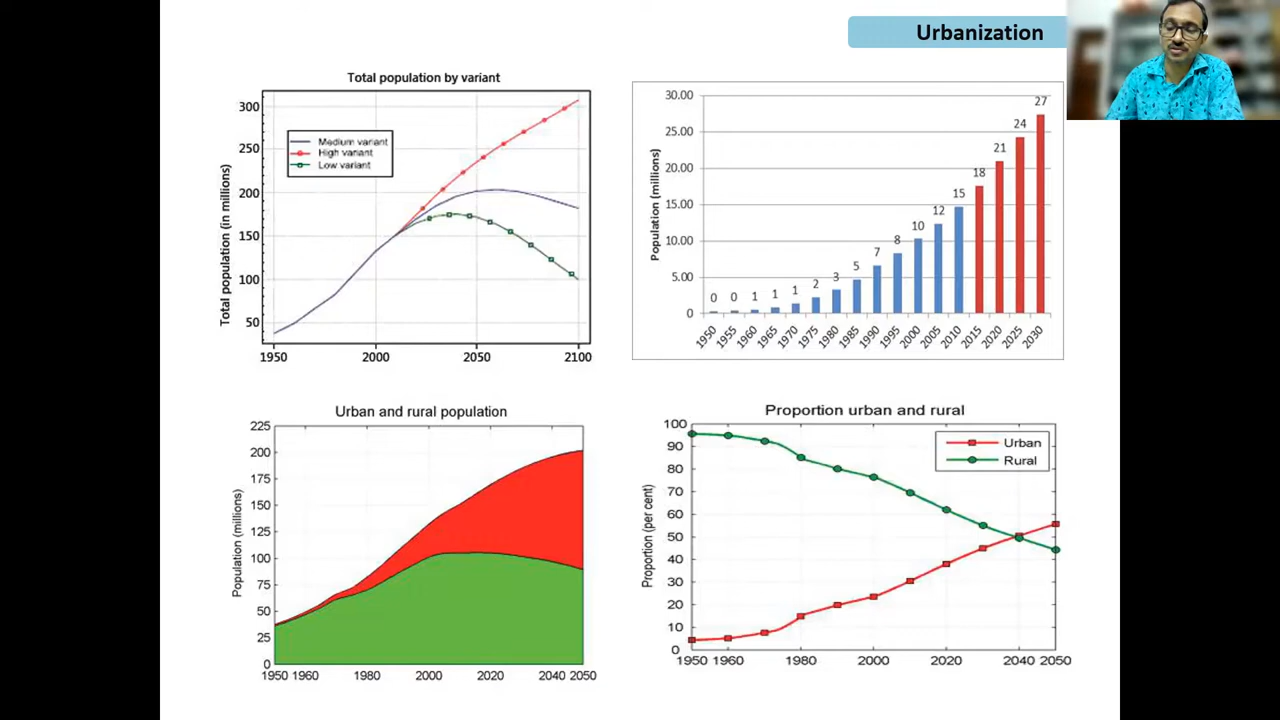 Urbanization
Total population by variant
Total population (in millions)
300
250
200
150
100
50
Medium variant
High variant
Low variant
1950 2000 2050 2100
Population (millions)
30.00
25.00
20.00
15.00
10.00
5.00
0
0 0 1 1 1 2 3 5 7 8 10 12 15 18 21 24 27
1950 1955 1960 1965 1970 1975 1980 1985 1990 1995 2000 2005 2010 2015 2020 2025 2030
Urban and rural population
Population (millions)
225
200
175
150
125
100
75
50
25
0
1950 1960 1980 2000 2020 2040 2050
Proportion urban and rural
Proportion (per cent)
100
90
80
70
60
50
40
30
20
10
0
Urban
Rural
1950 1960 1980 2000 2020 2040 2050